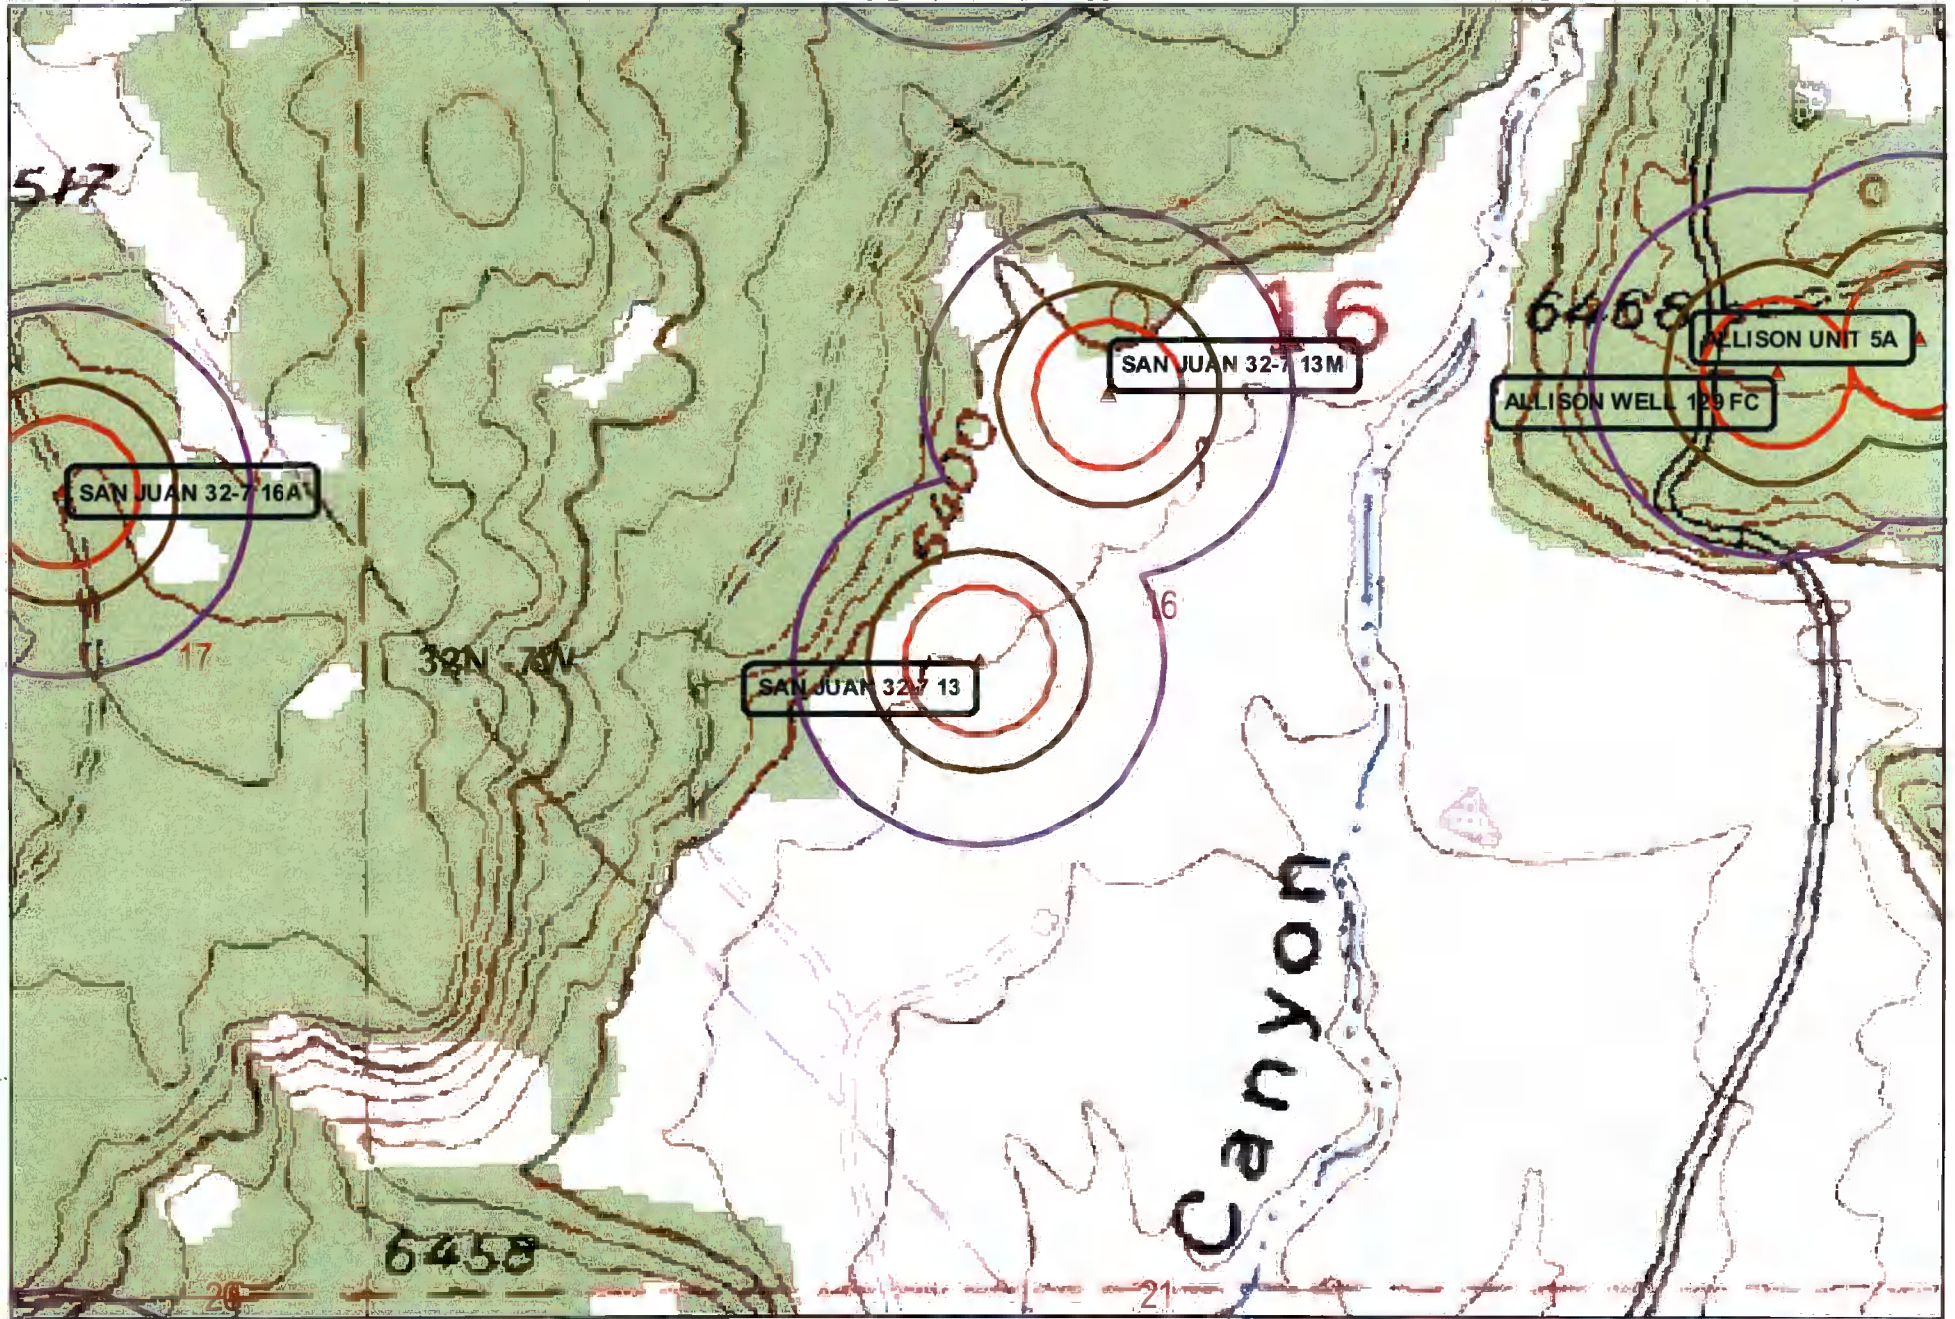 517
16
6468
ALLISON UNIT 5A
SAN JUAN 32-7 13M
ALLISON WELL 129 FC
5400
SAN JUAN 32-7 16A
16
17
32N 7W
SAN JUAN 32-7 13
Canyon
6458
20
21